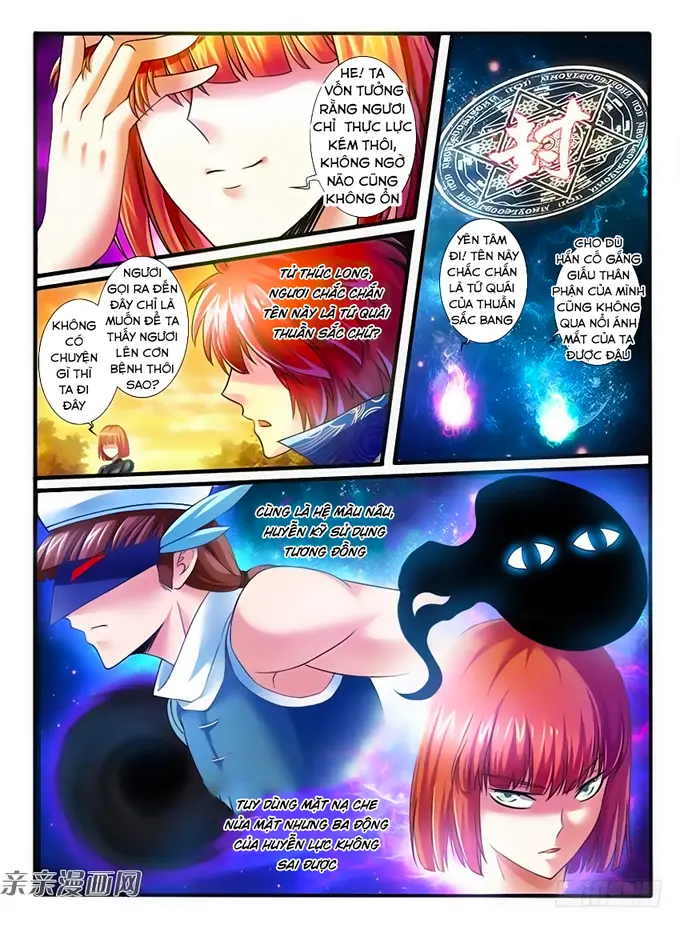 HE! TA
VỐN TƯỞNG
RẰNG NGƯƠI
CHỈ THỰC LỰC
KÉM THÔI,
KHÔNG NGỜ
NÃO CŨNG
KHÔNG ỔN
封
YÊN TÂM
ĐI! TÊN NÀY
CHẮC CHẮN
LÀ TỨ QUÁI
CỦA THUẦN
SẮC BANG
CHO DÙ
HẮN CỐ GẮNG
GIẤU THÂN
PHẬN CỦA MÌNH
CŨNG KHÔNG
QUA NỔI ÁNH
MẮT CỦA TA
ĐƯỢC ĐÂU
TỬ THÚC LONG,
NGƯƠI CHẮC CHẮN
TÊN NÀY LÀ TỨ QUÁI
THUẦN SẮC CHỨ?
NGƯƠI
GỌI RA ĐẾN
ĐÂY CHỈ LÀ
MUỐN ĐỂ TA
THẤY NGƯƠI
LÊN CƠN
BỆNH THÔI
SAO?
KHÔNG
CÓ
CHUYỆN
GÌ THÌ
TA ĐI
ĐÂY
CÙNG LÀ HỆ MÀU NÂU,
HUYỄN KỸ SỬ DỤNG
TƯƠNG ĐỒNG
TUY DÙNG MẶT NẠ CHE
NỬA MẶT NHƯNG BA ĐỘNG
CỦA HUYỄN LỰC KHÔNG
SAI ĐƯỢC
亲亲漫画网